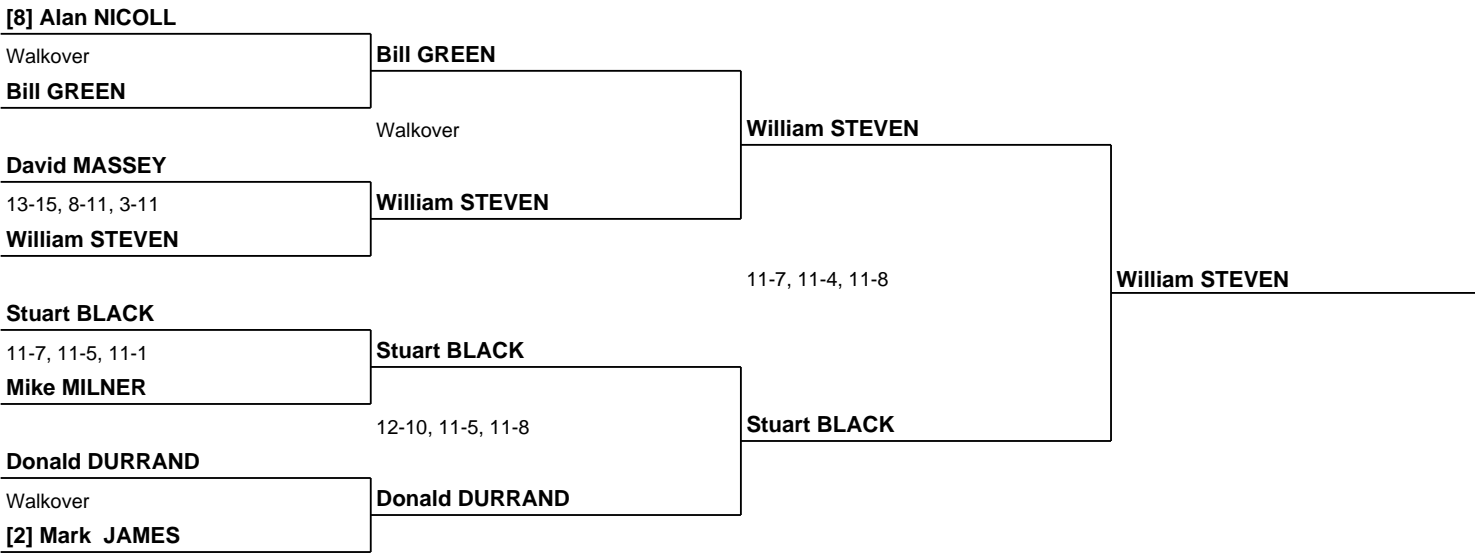 [8] Alan NICOLL
Walkover
Bill GREEN
Bill GREEN
Walkover
William STEVEN
David MASSEY
13-15, 8-11, 3-11
William STEVEN
William STEVEN
11-7, 11-4, 11-8
William STEVEN
Stuart BLACK
11-7, 11-5, 11-1
Stuart BLACK
Mike MILNER
12-10, 11-5, 11-8
Stuart BLACK
Donald DURRAND
Walkover
Donald DURRAND
[2] Mark  JAMES